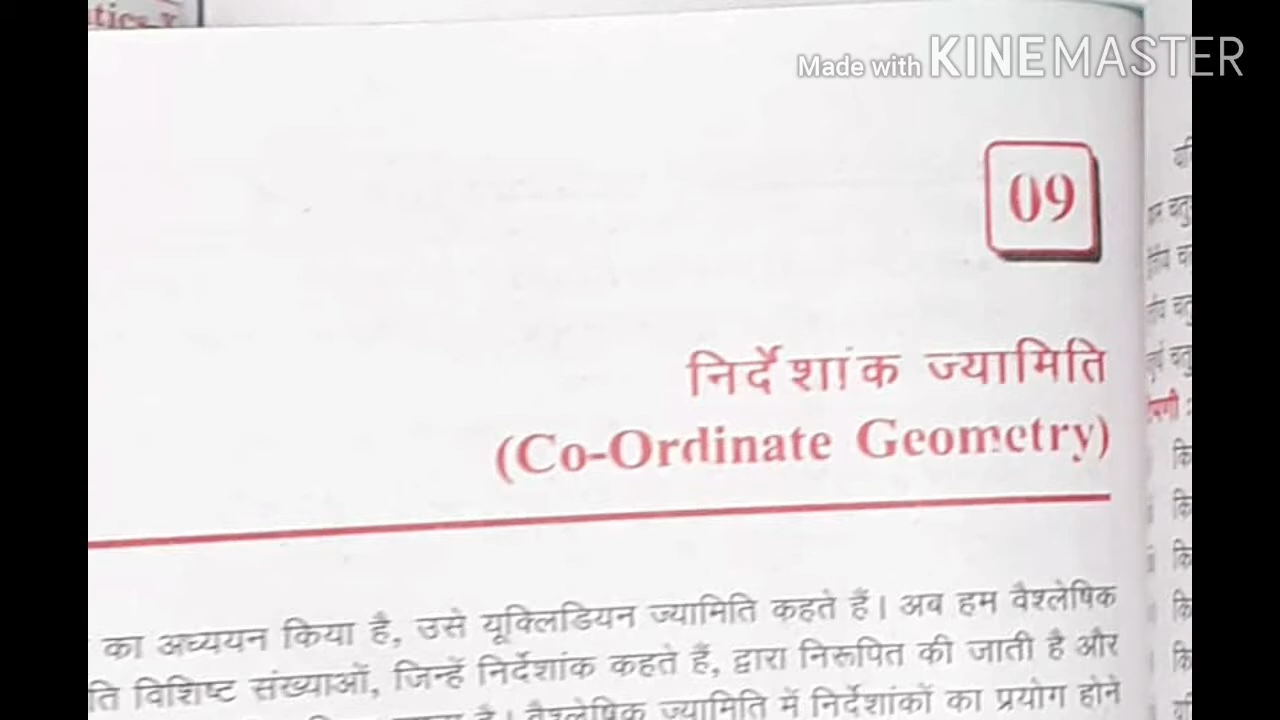 Made with KINEMASTER
09
निर्देशांक ज्यामिति
(Co-Ordinate Geometry)
का अध्ययन किया है, उसे यूक्लिडियन ज्यामिति कहते हैं। अब हम वैश्लेषिक
ति विशिष्ट संख्याओं, जिन्हें निर्देशांक कहते हैं, द्वारा निरूपित की जाती है और
है। वैश्लेषिक ज्यामिति में निर्देशांकों का प्रयोग होने